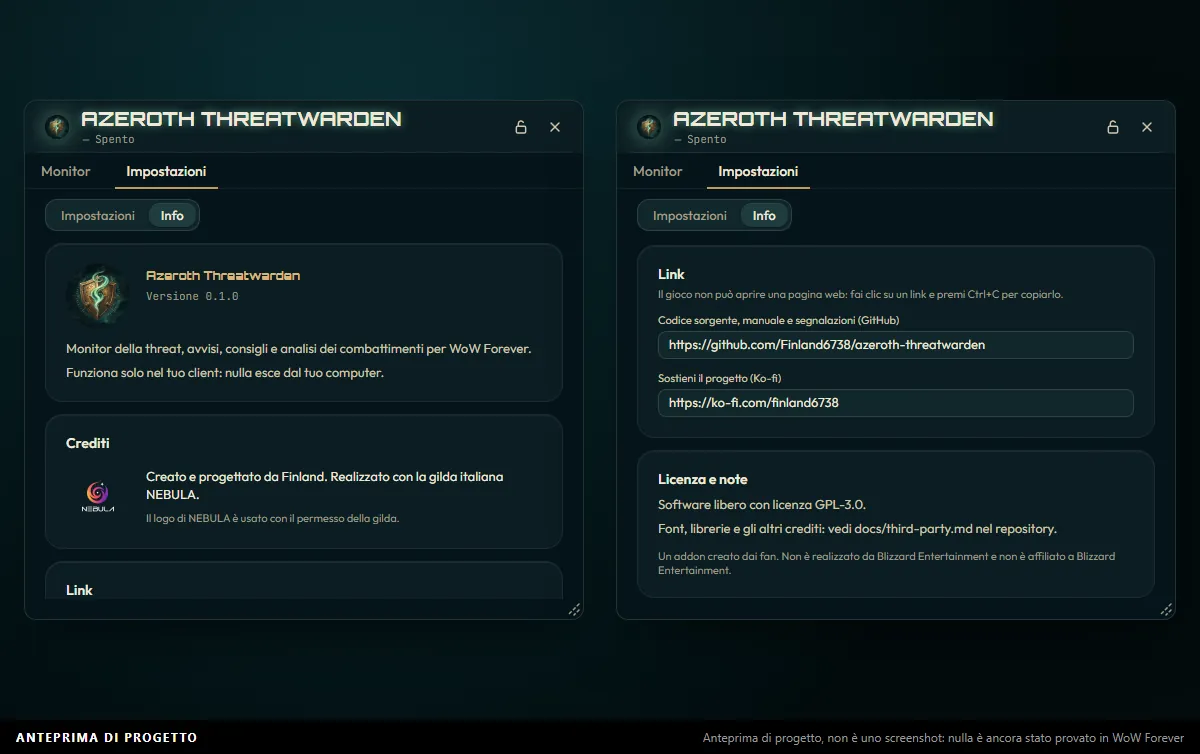 AZEROTH THREATWARDEN
— Spento
Monitor
Impostazioni
Impostazioni
Info
Azeroth Threatwarden
Versione 0.1.0
Monitor della threat, avvisi, consigli e analisi dei combattimenti per WoW Forever.
Funziona solo nel tuo client: nulla esce dal tuo computer.
Crediti
NEBULA
Creato e progettato da Finland. Realizzato con la gilda italiana
NEBULA.
Il logo di NEBULA è usato con il permesso della gilda.
Link
AZEROTH THREATWARDEN
— Spento
Monitor
Impostazioni
Impostazioni
Info
Link
Il gioco non può aprire una pagina web: fai clic su un link e premi Ctrl+C per copiarlo.
Codice sorgente, manuale e segnalazioni (GitHub)
https://github.com/Finland6738/azeroth-threatwarden
Sostieni il progetto (Ko-fi)
https://ko-fi.com/finland6738
Licenza e note
Software libero con licenza GPL-3.0.
Font, librerie e gli altri crediti: vedi docs/third-party.md nel repository.
Un addon creato dai fan. Non è realizzato da Blizzard Entertainment e non è affiliato a Blizzard
Entertainment.
ANTEPRIMA DI PROGETTO
Anteprima di progetto, non è uno screenshot: nulla è ancora stato provato in WoW Forever